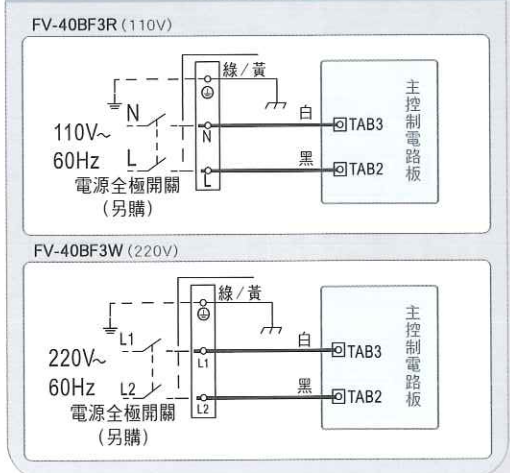 FV-40BF3R (110V)
綠/黃
N
白
TAB3
110V~
N
60Hz
L
黑
TAB2
L
電源全極開關
(另購)
主控制電路板
FV-40BF3W (220V)
綠/黃
L1
白
TAB3
220V~
L1
60Hz
L2
黑
TAB2
L2
電源全極開關
(另購)
主控制電路板